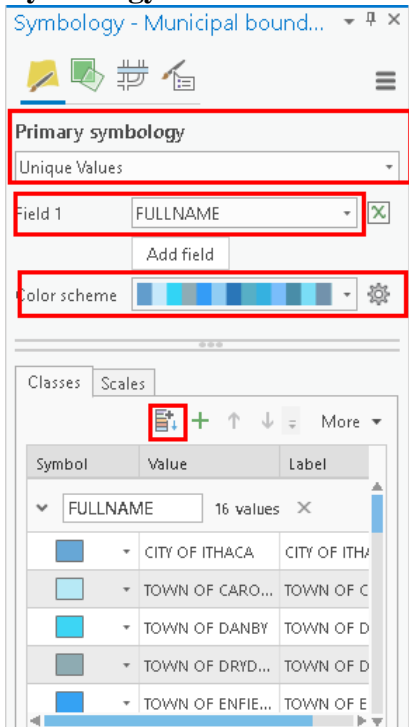 Symbology - Municipal bound...
Primary symbology
Unique Values
Field 1 FULLNAME
Add field
Color scheme
Classes Scales
More
Symbol Value Label
FULLNAME 16 values
CITY OF ITHACA CITY OF ITHA
TOWN OF CARO... TOWN OF C
TOWN OF DANBY TOWN OF D
TOWN OF DRYD... TOWN OF D
TOWN OF ENFIE... TOWN OF E